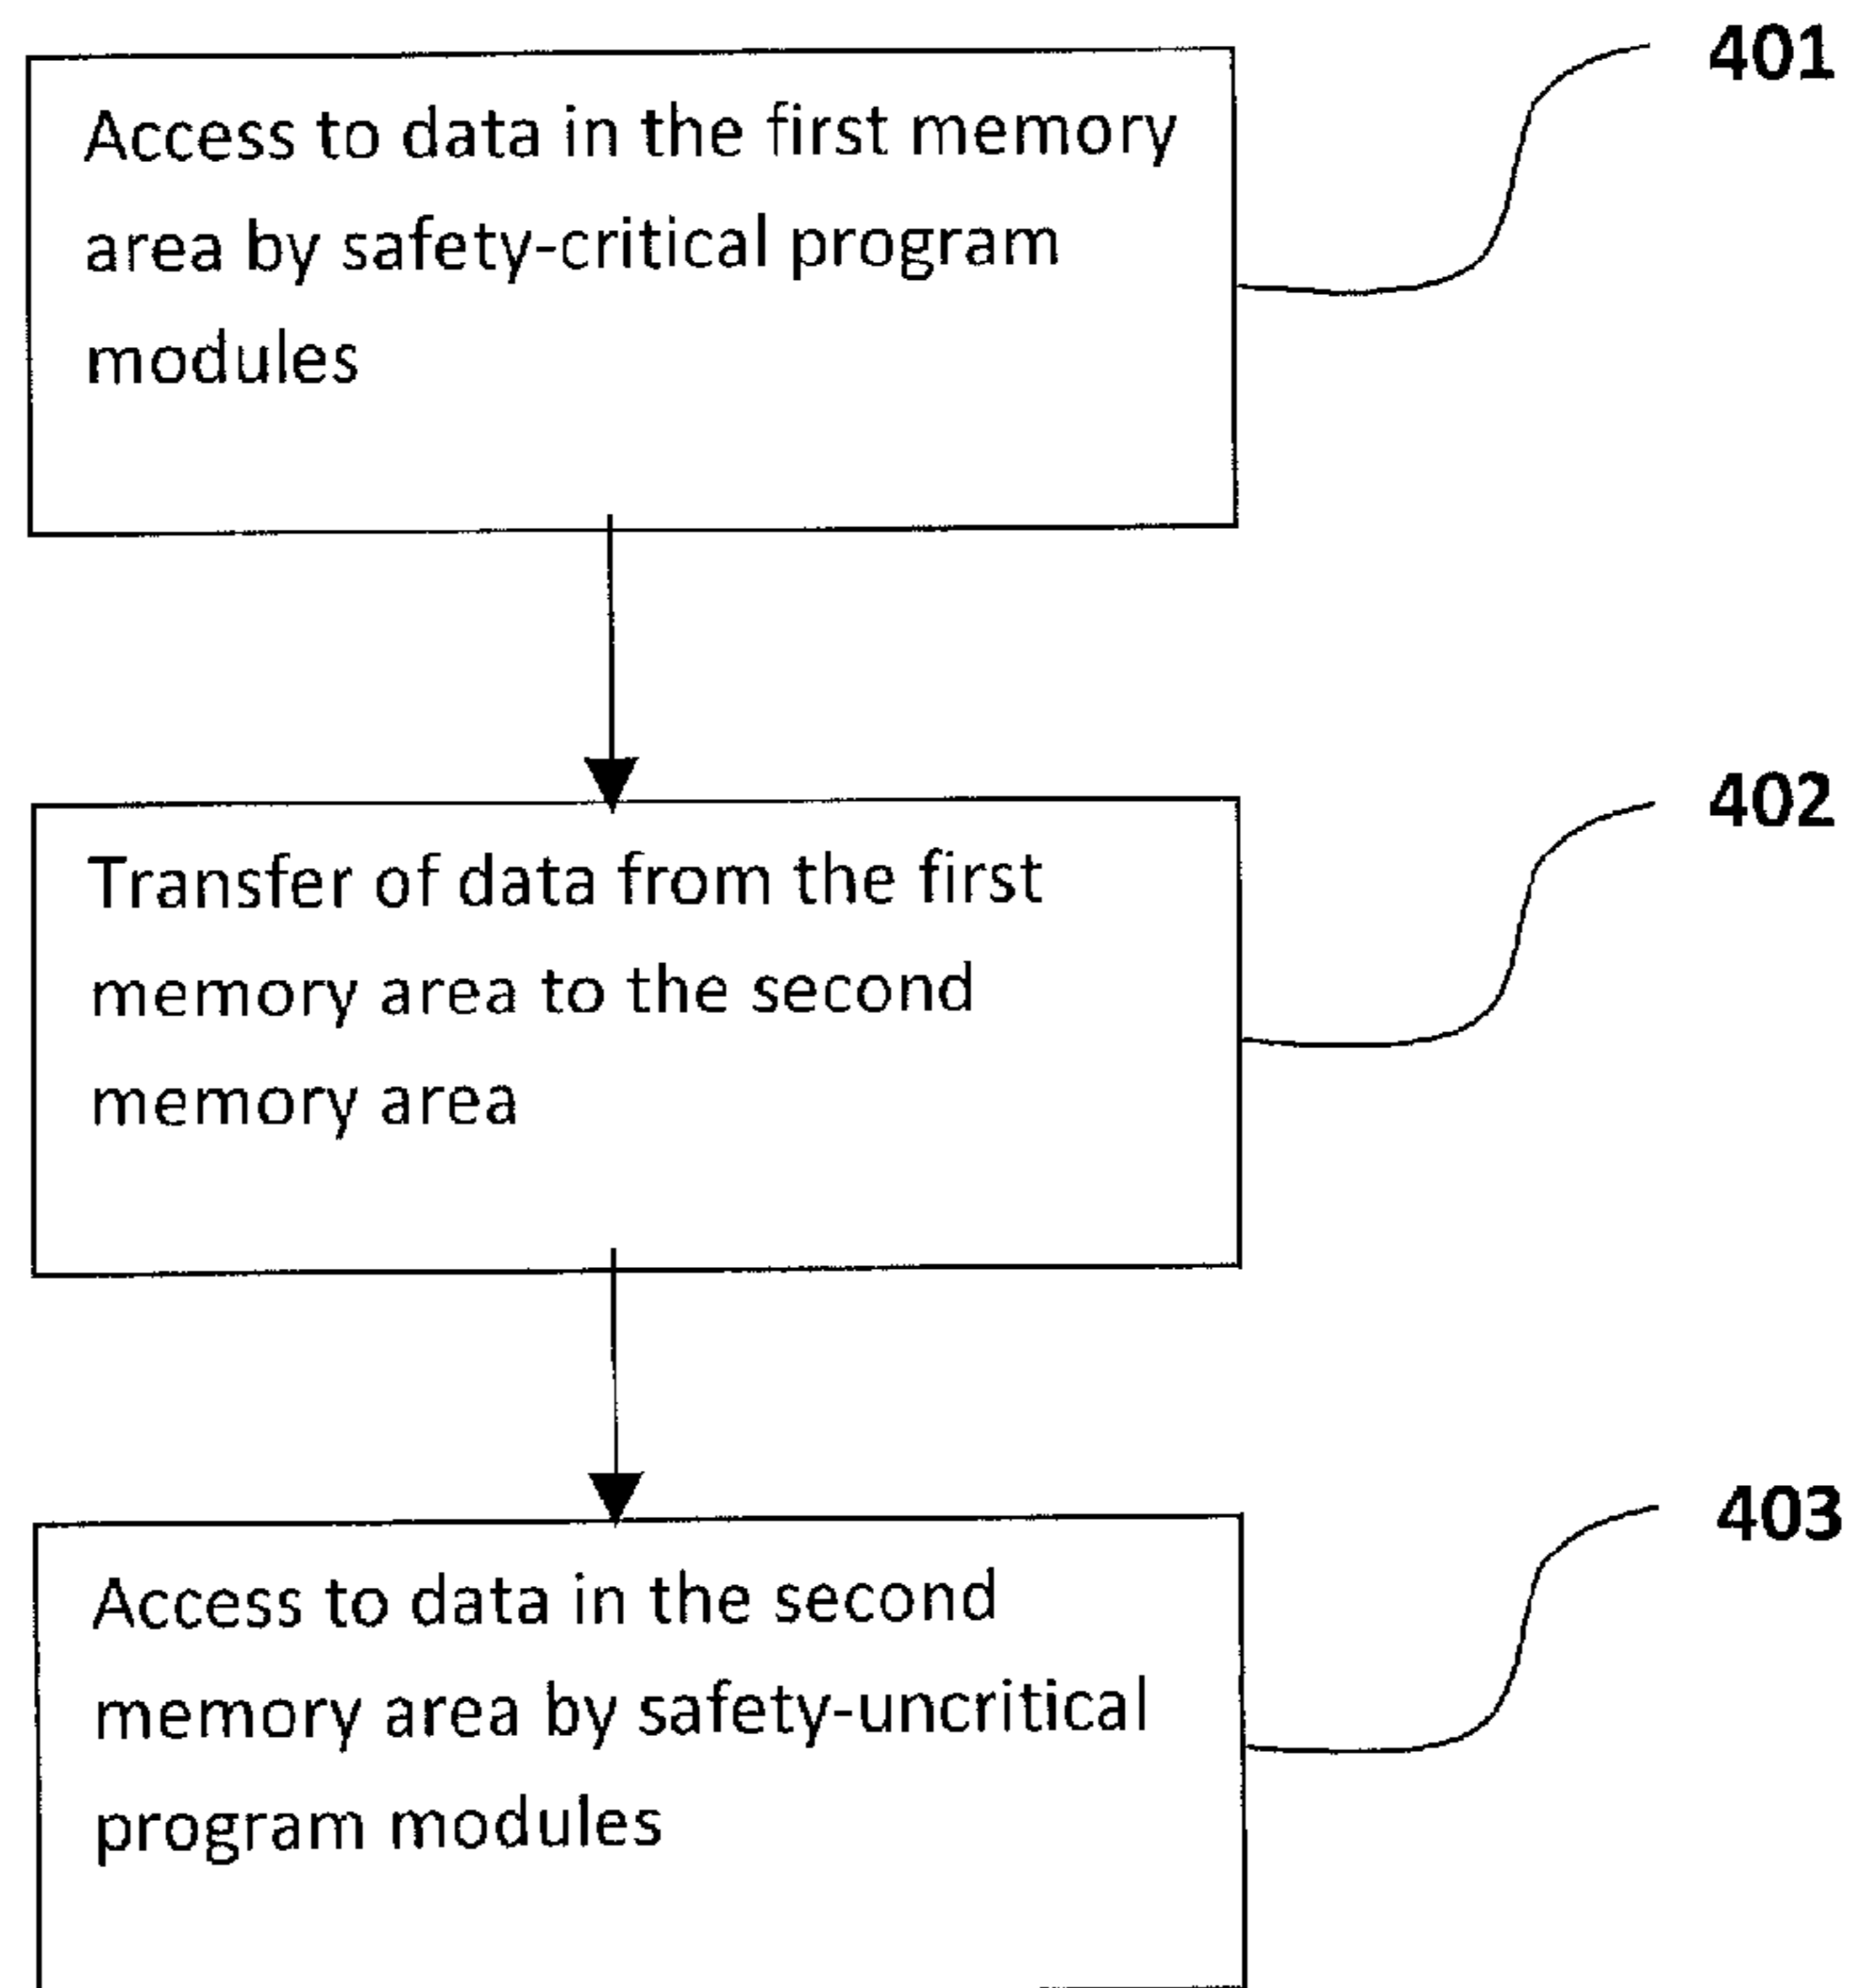 401
Access to data in the first memory
area by safety-critical program
modules
402
Transfer of data from the first
memory area to the second
memory area
403
Access to data in the second
memory area by safety-uncritical
program modules